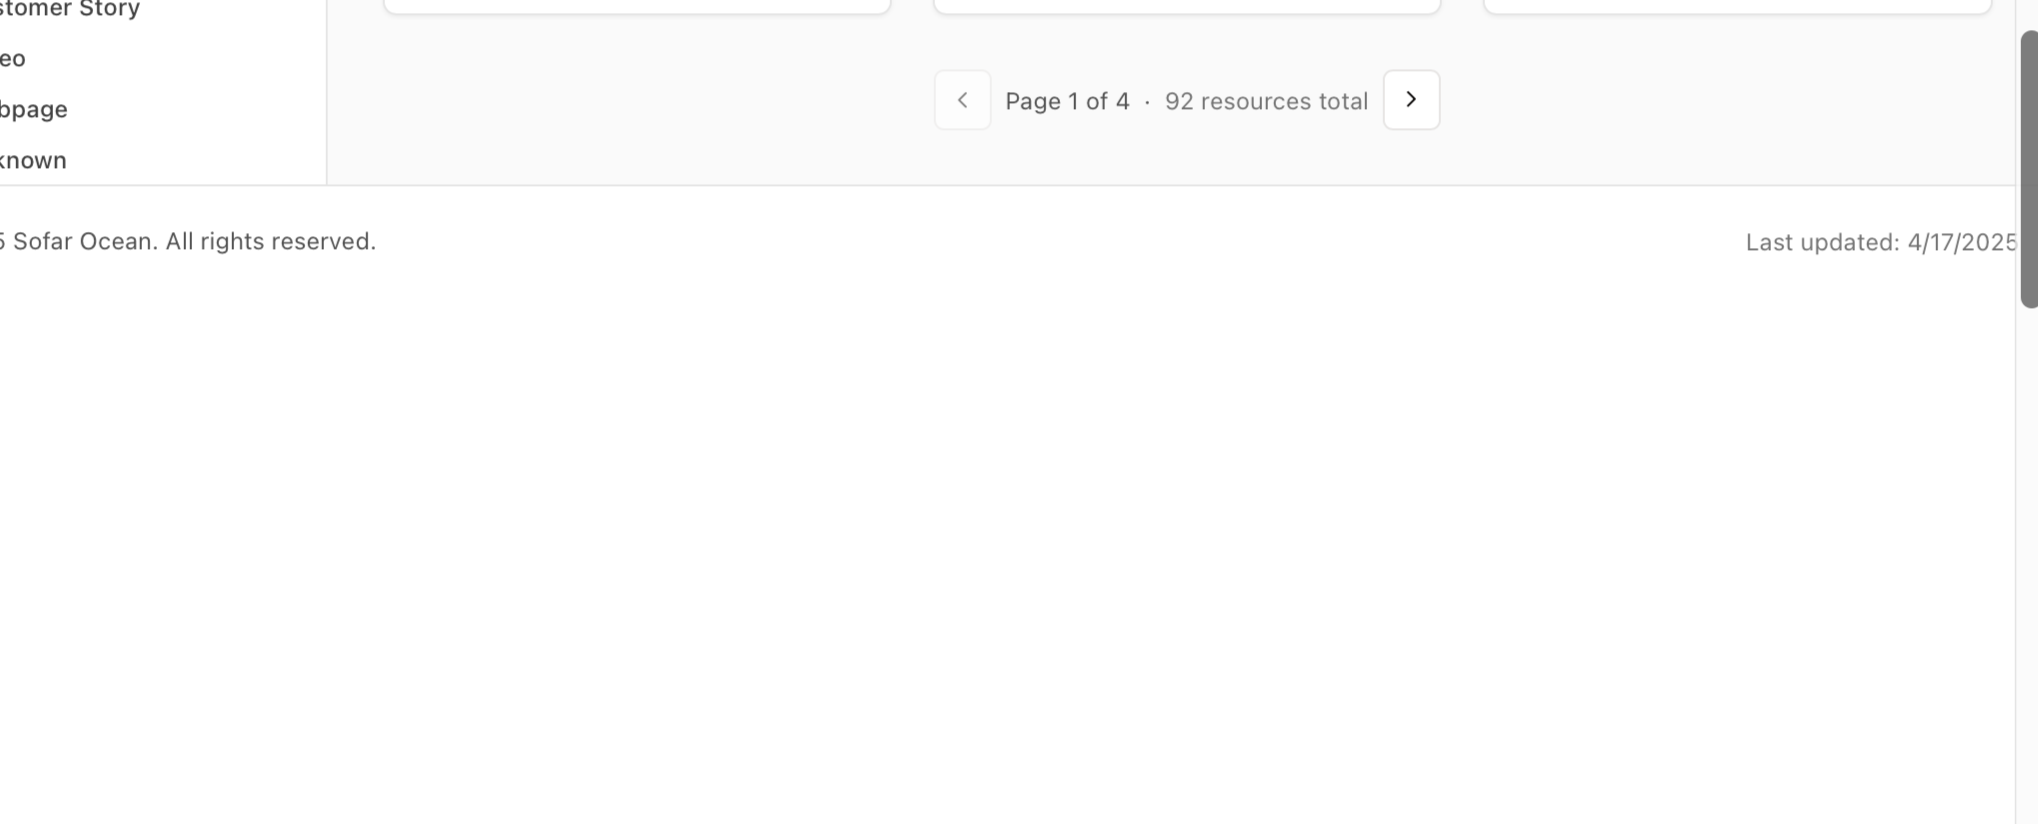 stomer Story
eo
bpage
known
Page 1 of 4 · 92 resources total
5 Sofar Ocean. All rights reserved.
Last updated: 4/17/2025